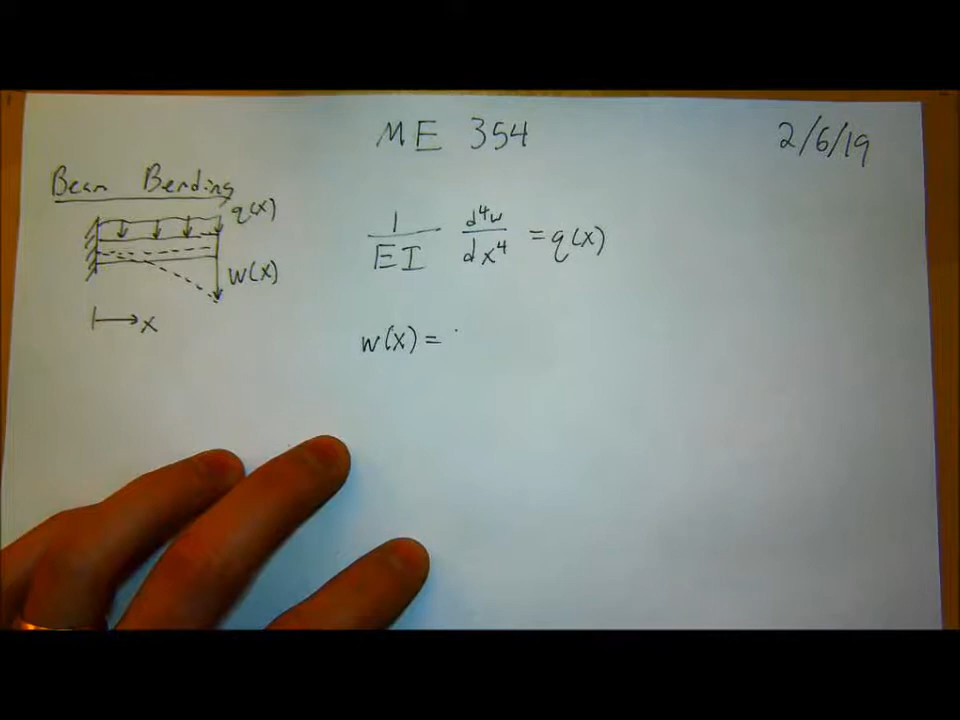 ME 354
2/6/19
Beam Bending
q(x)
w(x)
x
1/EI d⁴w/dx⁴ = q(x)
w(x) =